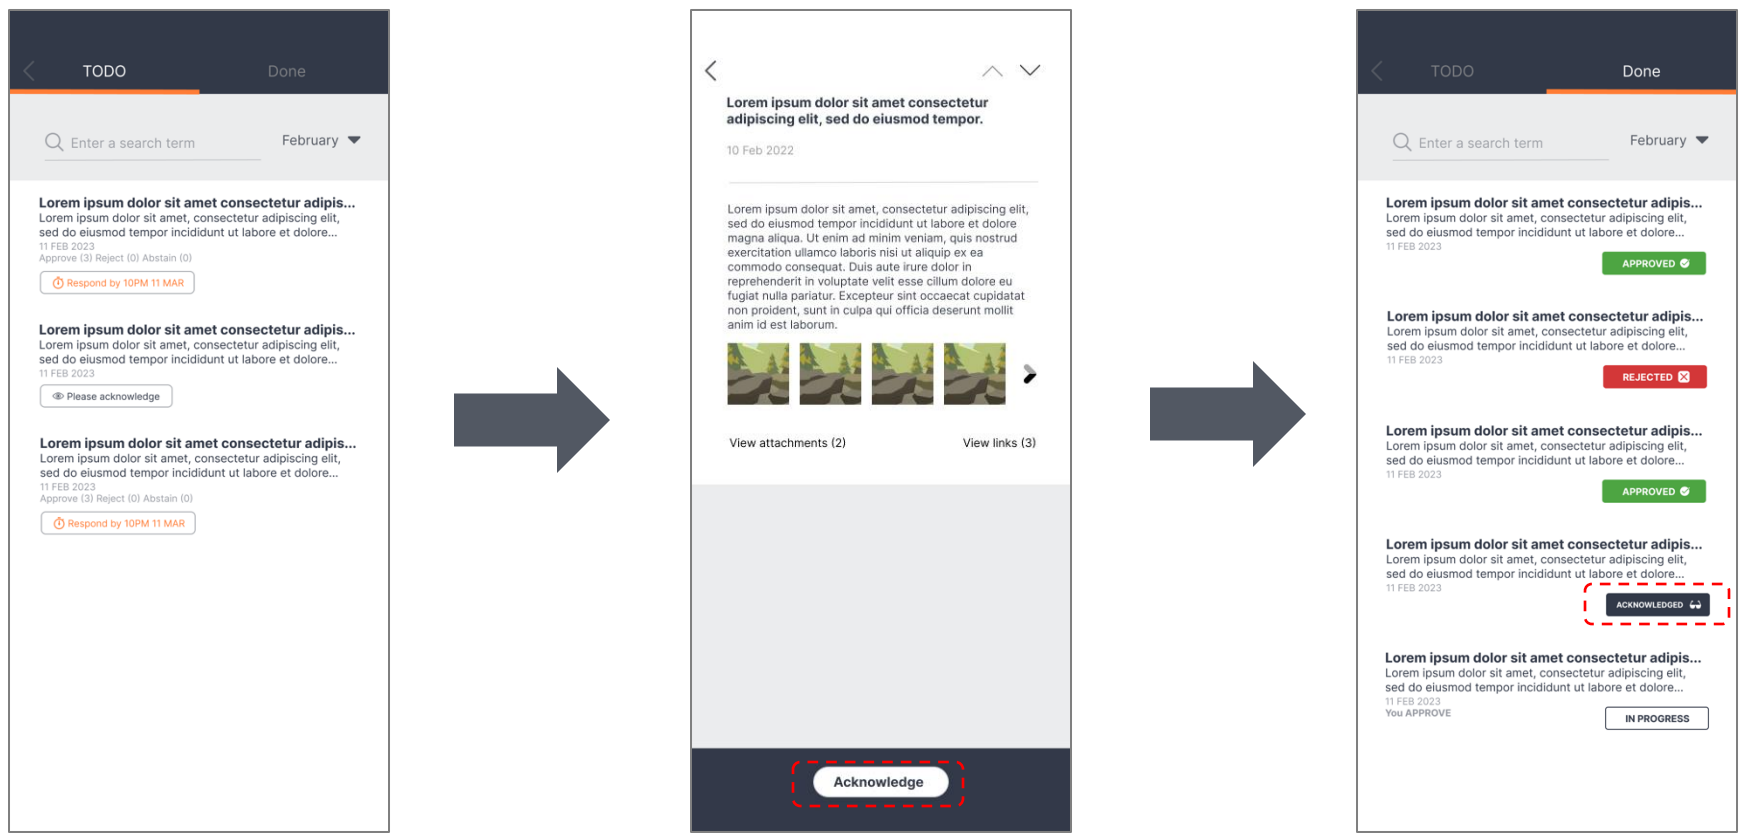 TODO
Done
Enter a search term
February
Lorem ipsum dolor sit amet consectetur adipis...
Lorem ipsum dolor sit amet, consectetur adipiscing elit,
sed do eiusmod tempor incididunt ut labore et dolore...
11 FEB 2023
Approve (3) Reject (0) Abstain (0)
Respond by 10PM 11 MAR
Lorem ipsum dolor sit amet consectetur adipis...
Lorem ipsum dolor sit amet, consectetur adipiscing elit,
sed do eiusmod tempor incididunt ut labore et dolore...
11 FEB 2023
Please acknowledge
Lorem ipsum dolor sit amet consectetur adipis...
Lorem ipsum dolor sit amet, consectetur adipiscing elit,
sed do eiusmod tempor incididunt ut labore et dolore...
11 FEB 2023
Approve (3) Reject (0) Abstain (0)
Respond by 10PM 11 MAR
Lorem ipsum dolor sit amet consectetur
adipiscing elit, sed do eiusmod tempor.
10 Feb 2022
Lorem ipsum dolor sit amet, consectetur adipiscing elit,
sed do eiusmod tempor incididunt ut labore et dolore
magna aliqua. Ut enim ad minim veniam, quis nostrud
exercitation ullamco laboris nisi ut aliquip ex ea
commodo consequat. Duis aute irure dolor in
reprehenderit in voluptate velit esse cillum dolore eu
fugiat nulla pariatur. Excepteur sint occaecat cupidatat
non proident, sunt in culpa qui officia deserunt mollit
anim id est laborum.
View attachments (2)
View links (3)
Acknowledge
TODO
Done
Enter a search term
February
Lorem ipsum dolor sit amet consectetur adipis...
Lorem ipsum dolor sit amet, consectetur adipiscing elit,
sed do eiusmod tempor incididunt ut labore et dolore...
11 FEB 2023
APPROVED
Lorem ipsum dolor sit amet consectetur adipis...
Lorem ipsum dolor sit amet, consectetur adipiscing elit,
sed do eiusmod tempor incididunt ut labore et dolore...
11 FEB 2023
REJECTED
Lorem ipsum dolor sit amet consectetur adipis...
Lorem ipsum dolor sit amet, consectetur adipiscing elit,
sed do eiusmod tempor incididunt ut labore et dolore...
11 FEB 2023
APPROVED
Lorem ipsum dolor sit amet consectetur adipis...
Lorem ipsum dolor sit amet, consectetur adipiscing elit,
sed do eiusmod tempor incididunt ut labore et dolore...
11 FEB 2023
ACKNOWLEDGED
Lorem ipsum dolor sit amet consectetur adipis...
Lorem ipsum dolor sit amet, consectetur adipiscing elit,
sed do eiusmod tempor incididunt ut labore et dolore...
11 FEB 2023
You APPROVE
IN PROGRESS